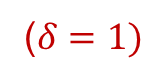 (𝛿 = 1)